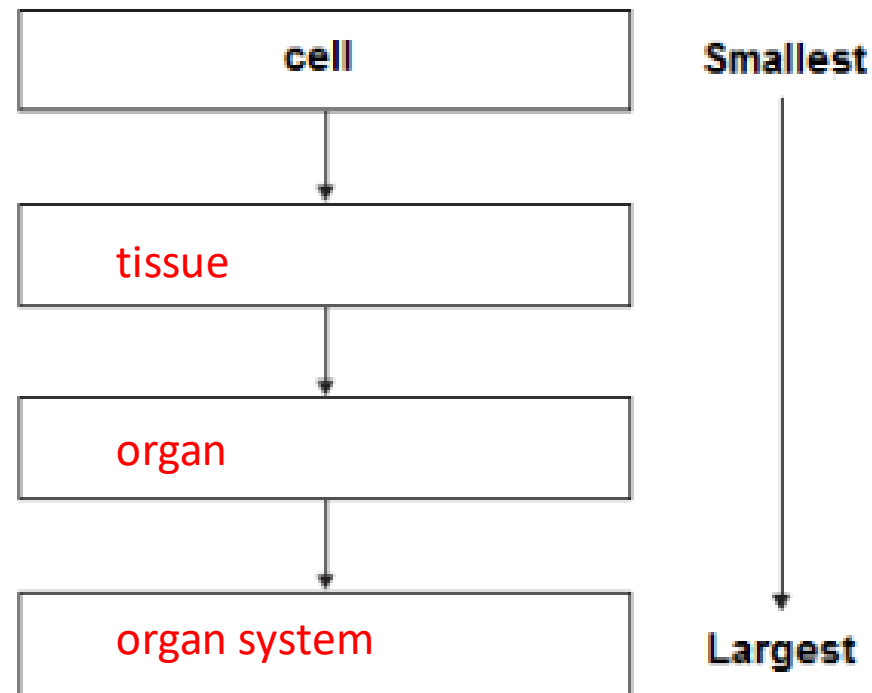 cell
Smallest
tissue
organ
organ system
Largest